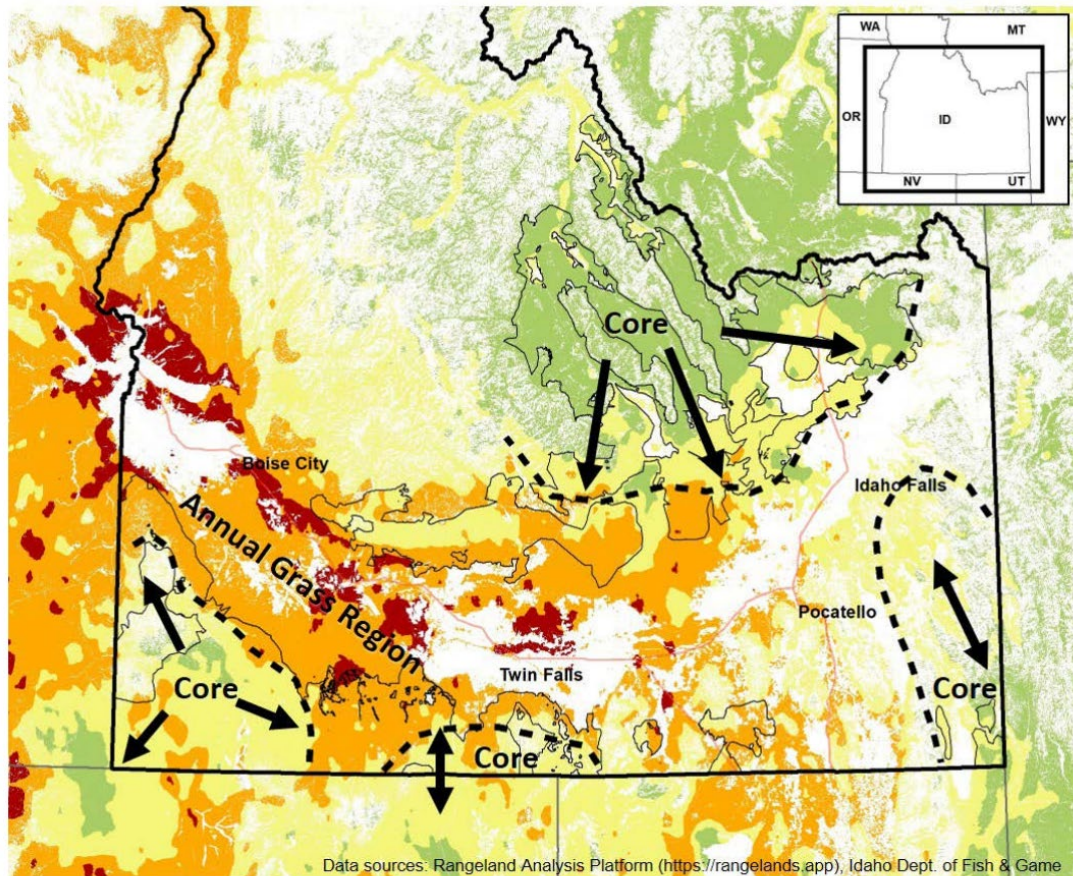 WA
MT
OR
ID
WY
NV
UT
Core
Boise City
Idaho Falls
Annual Grass Region
Pocatello
Twin Falls
Core
Core
Core
Data sources: Rangeland Analysis Platform (https://rangelands.app), Idaho Dept. of Fish & Game